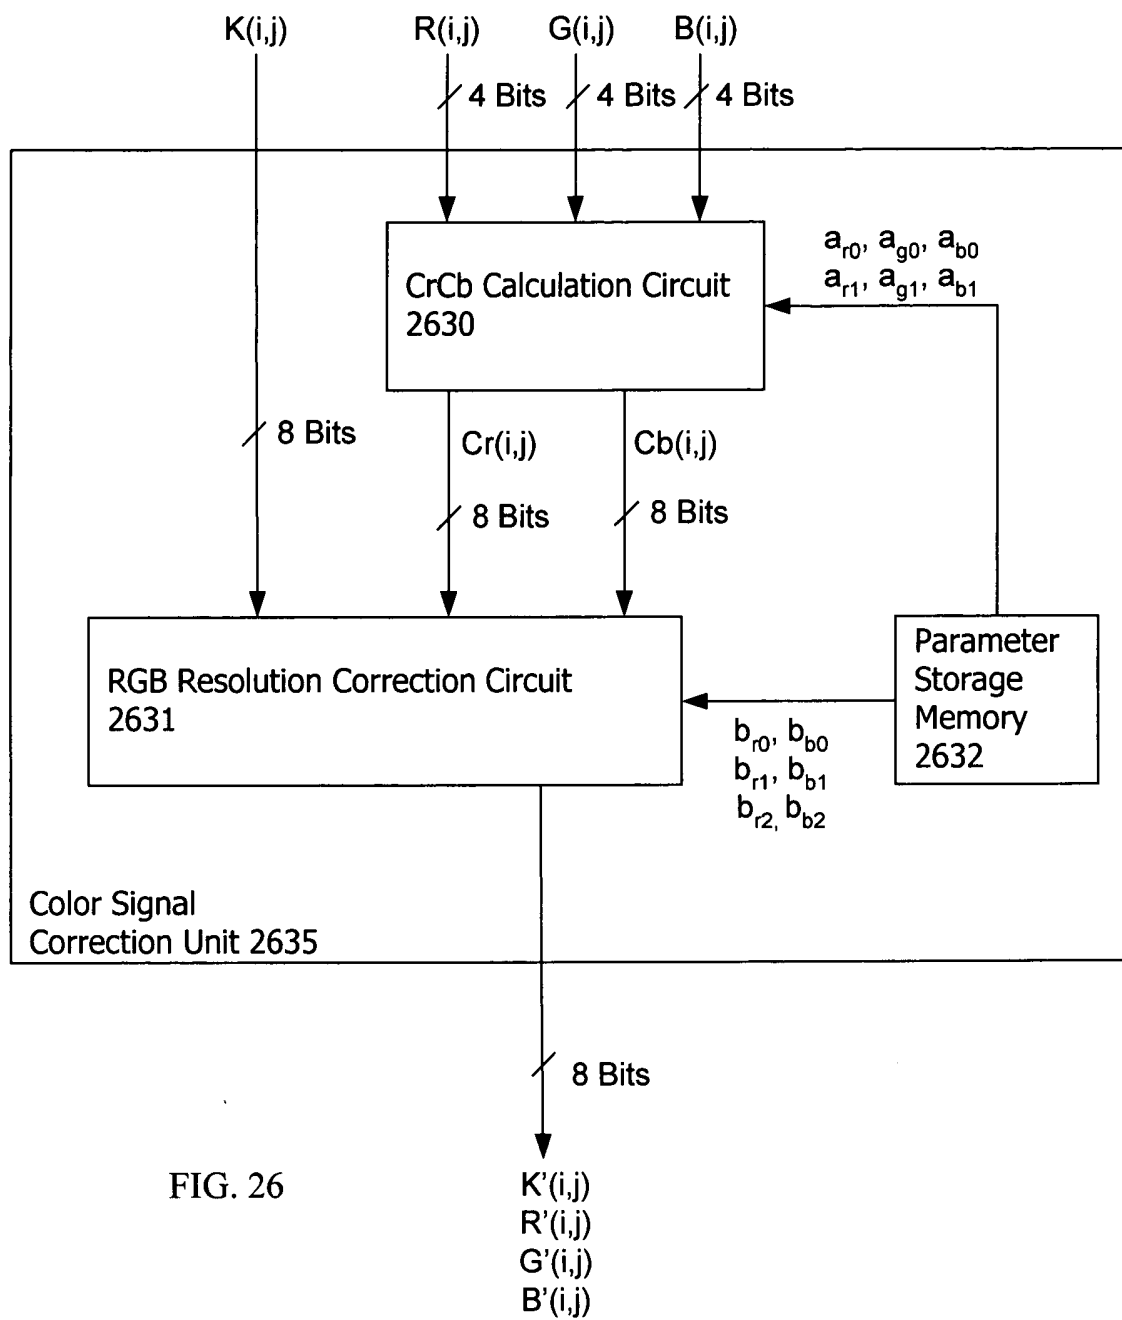 K(i,j) R(i,j) G(i,j) B(i,j)
4 Bits 4 Bits 4 Bits
a_r0, a_g0, a_b0
a_r1, a_g1, a_b1
CrCb Calculation Circuit
2630
8 Bits
Cr(i,j) Cb(i,j)
8 Bits 8 Bits
Parameter
Storage
Memory
2632
RGB Resolution Correction Circuit
2631
b_r0, b_b0
b_r1, b_b1
b_r2, b_b2
Color Signal
Correction Unit 2635
8 Bits
FIG. 26
K'(i,j)
R'(i,j)
G'(i,j)
B'(i,j)